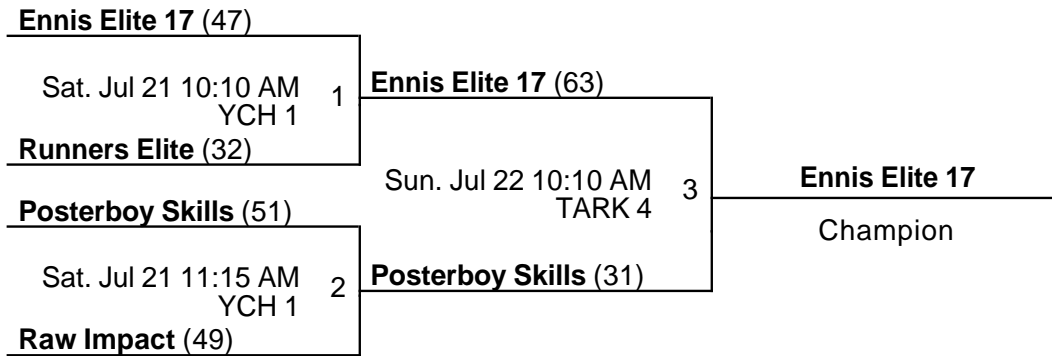 Ennis Elite 17 (47)
Sat. Jul 21 10:10 AM
YCH 1
1
Runners Elite (32)
Posterboy Skills (51)
Sat. Jul 21 11:15 AM
YCH 1
2
Raw Impact (49)
Ennis Elite 17 (63)
Sun. Jul 22 10:10 AM
TARK 4
3
Posterboy Skills (31)
Ennis Elite 17
Champion